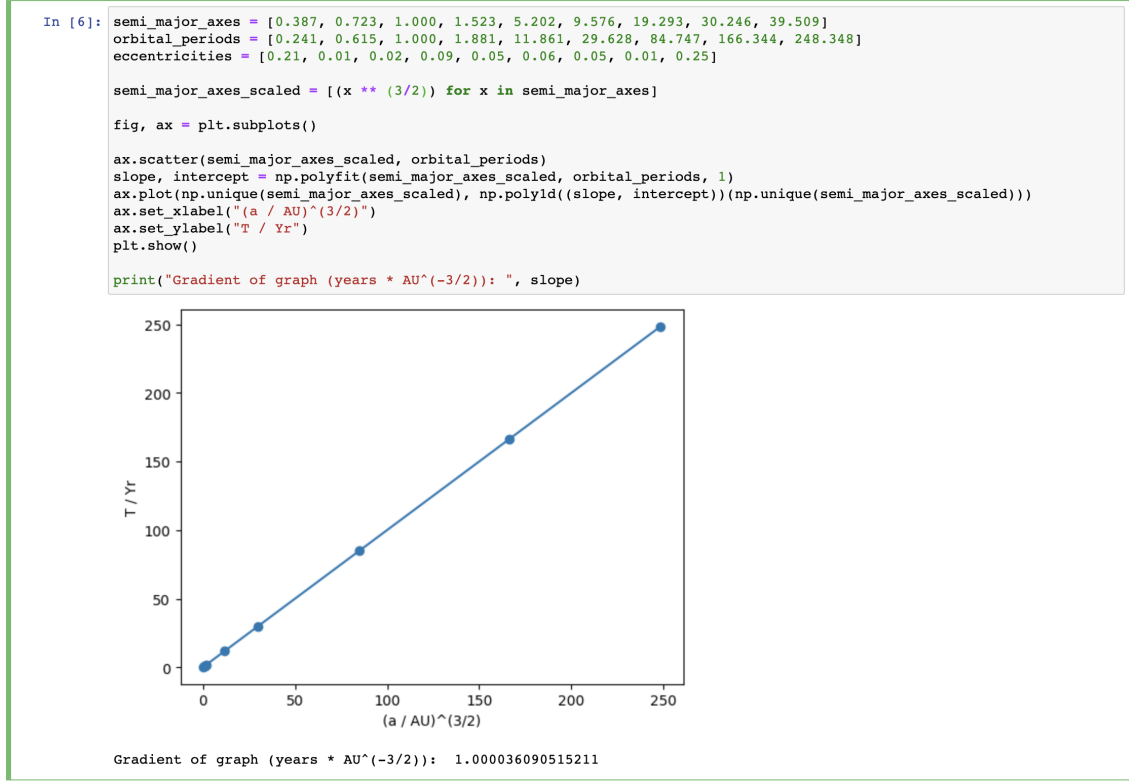 In [6]: semi_major_axes = [0.387, 0.723, 1.000, 1.523, 5.202, 9.576, 19.293, 30.246, 39.509]
orbital_periods = [0.241, 0.615, 1.000, 1.881, 11.861, 29.628, 84.747, 166.344, 248.348]
eccentricities = [0.21, 0.01, 0.02, 0.09, 0.05, 0.06, 0.05, 0.01, 0.25]
semi_major_axes_scaled = [(x ** (3/2)) for x in semi_major_axes]
fig, ax = plt.subplots()
ax.scatter(semi_major_axes_scaled, orbital_periods)
slope, intercept = np.polyfit(semi_major_axes_scaled, orbital_periods, 1)
ax.plot(np.unique(semi_major_axes_scaled), np.poly1d((slope, intercept))(np.unique(semi_major_axes_scaled)))
ax.set_xlabel("(a / AU)^(3/2)")
ax.set_ylabel("T / Yr")
plt.show()
print("Gradient of graph (years * AU^(-3/2)): ", slope)
250
200
150
100
50
0
T / Yr
0 50 100 150 200 250
(a / AU)^(3/2)
Gradient of graph (years * AU^(-3/2)):  1.000036090515211